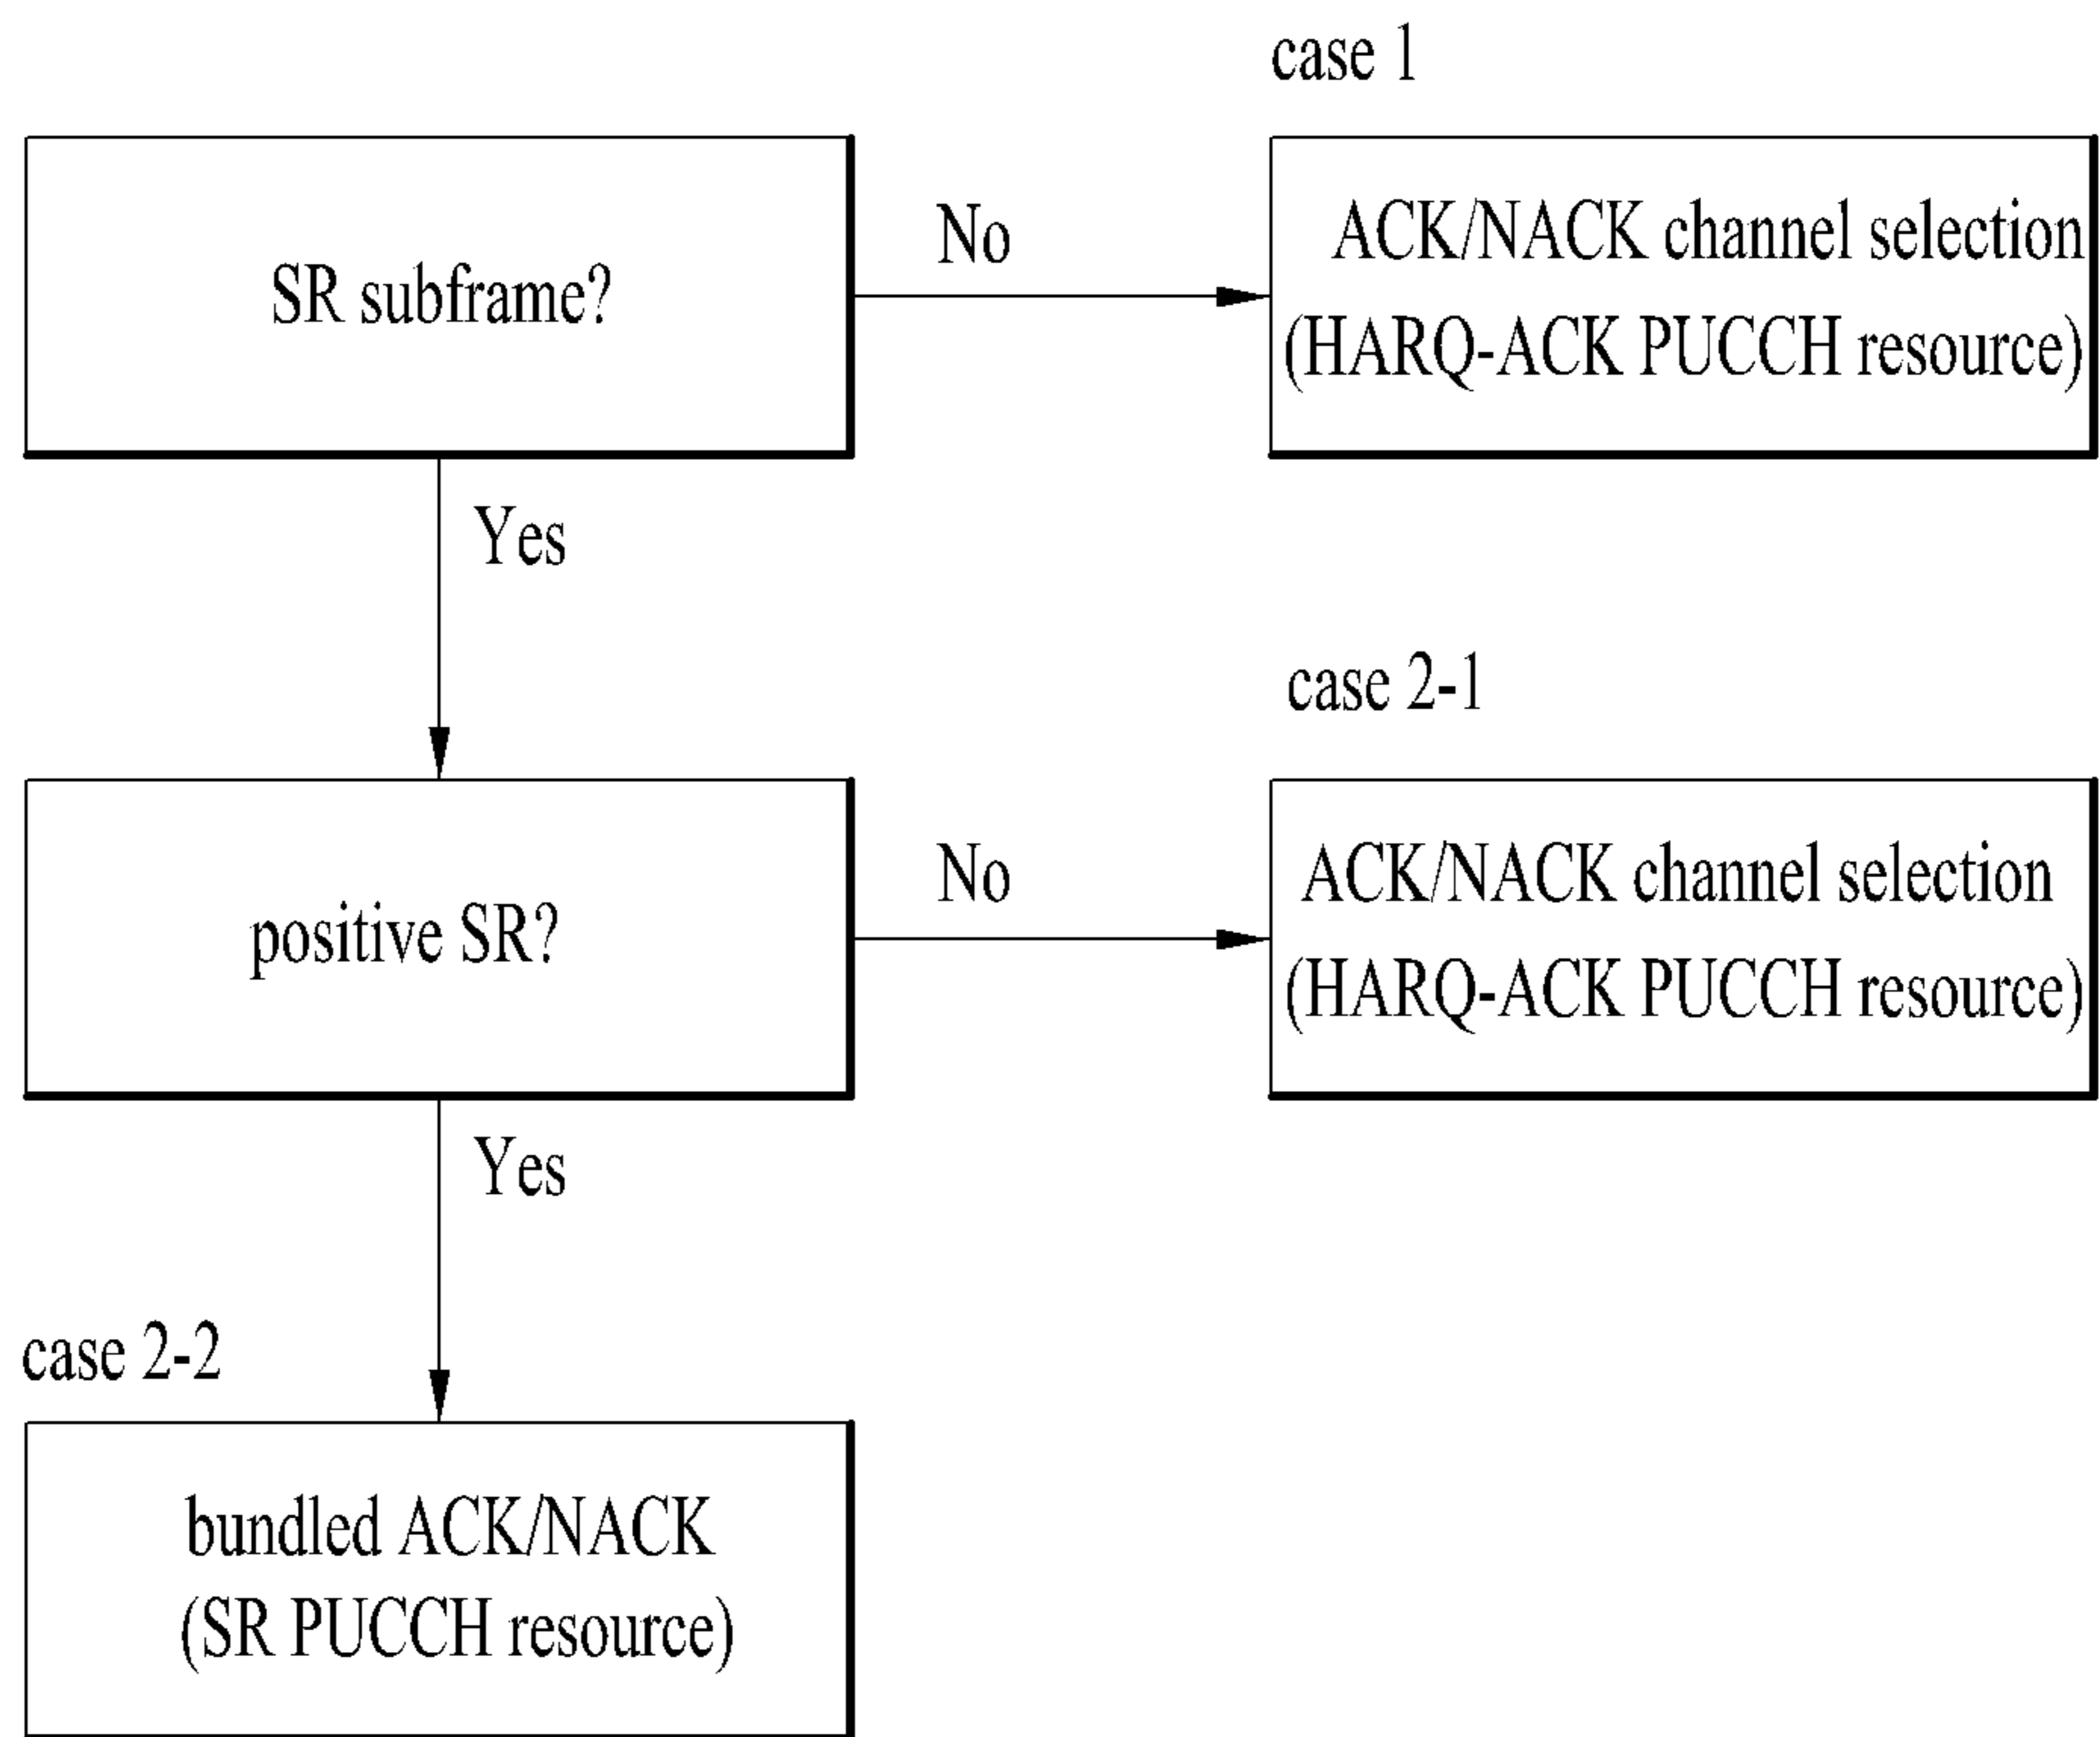 case 1
SR subframe?
No
ACK/NACK channel selection
(HARQ-ACK PUCCH resource)
Yes
case 2-1
positive SR?
No
ACK/NACK channel selection
(HARQ-ACK PUCCH resource)
Yes
case 2-2
bundled ACK/NACK
(SR PUCCH resource)